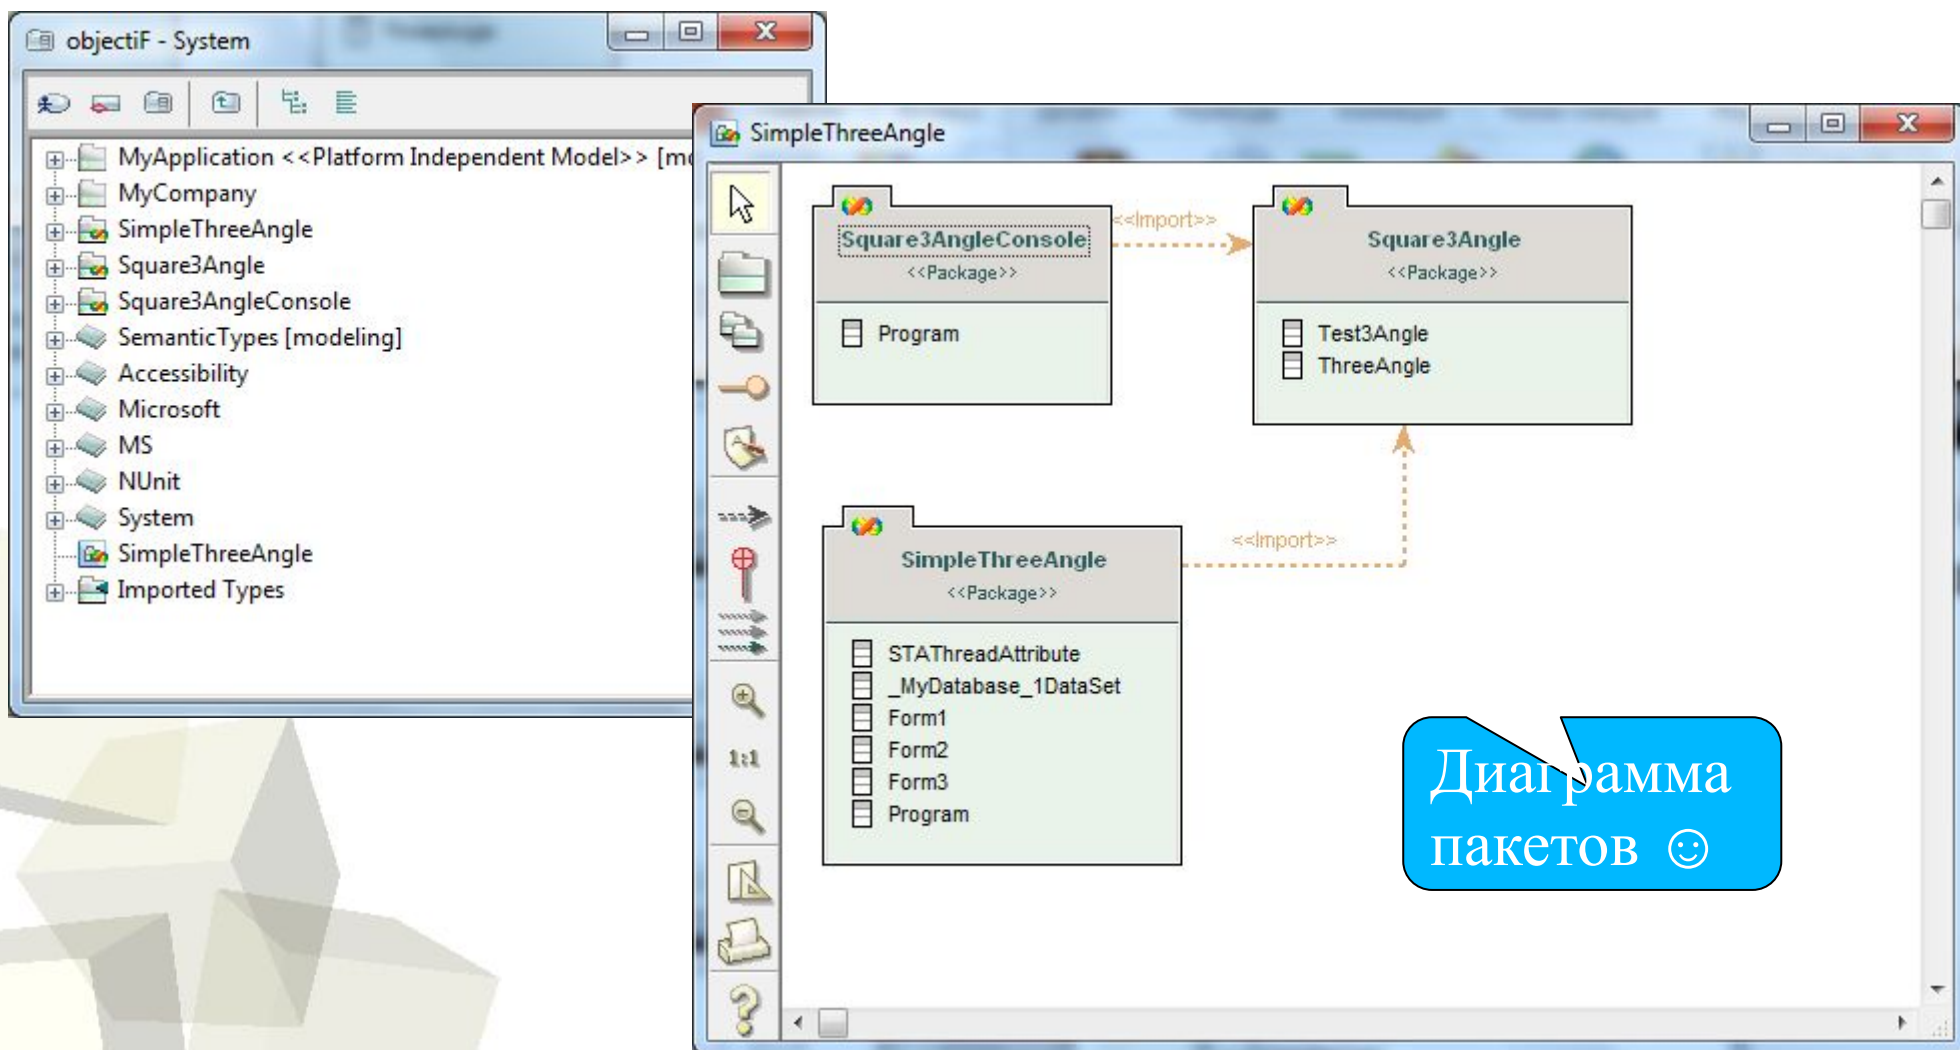 objectiF - System
MyApplication <<Platform Independent Model>> [m
MyCompany
SimpleThreeAngle
Square3Angle
Square3AngleConsole
SemanticTypes [modeling]
Accessibility
Microsoft
MS
NUnit
System
SimpleThreeAngle
Imported Types
SimpleThreeAngle
Square3AngleConsole
<<Package>>
Program
<<Import>>
Square3Angle
<<Package>>
Test3Angle
ThreeAngle
SimpleThreeAngle
<<Package>>
STAThreadAttribute
_MyDatabase_1DataSet
Form1
Form2
Form3
Program
<<Import>>
1:1
Диаграмма
пакетов ☺